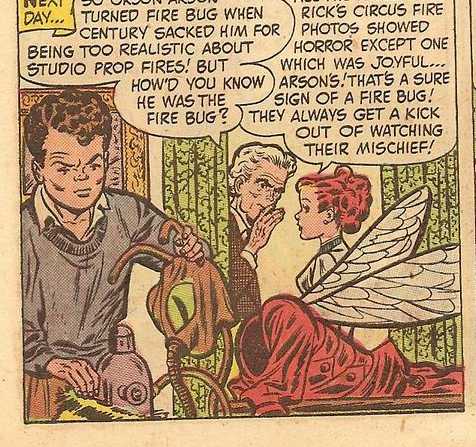 NEXT
DAY...
SO ORSON ARSON
TURNED FIRE BUG WHEN
CENTURY SACKED HIM FOR
BEING TOO REALISTIC ABOUT
STUDIO PROP FIRES! BUT
HOW'D YOU KNOW
HE WAS THE
FIRE BUG?
RICK'S CIRCUS FIRE
PHOTOS SHOWED
HORROR EXCEPT ONE
WHICH WAS JOYFUL...
ARSON'S! THAT'S A SURE
SIGN OF A FIRE BUG!
THEY ALWAYS GET A KICK
OUT OF WATCHING
THEIR MISCHIEF!